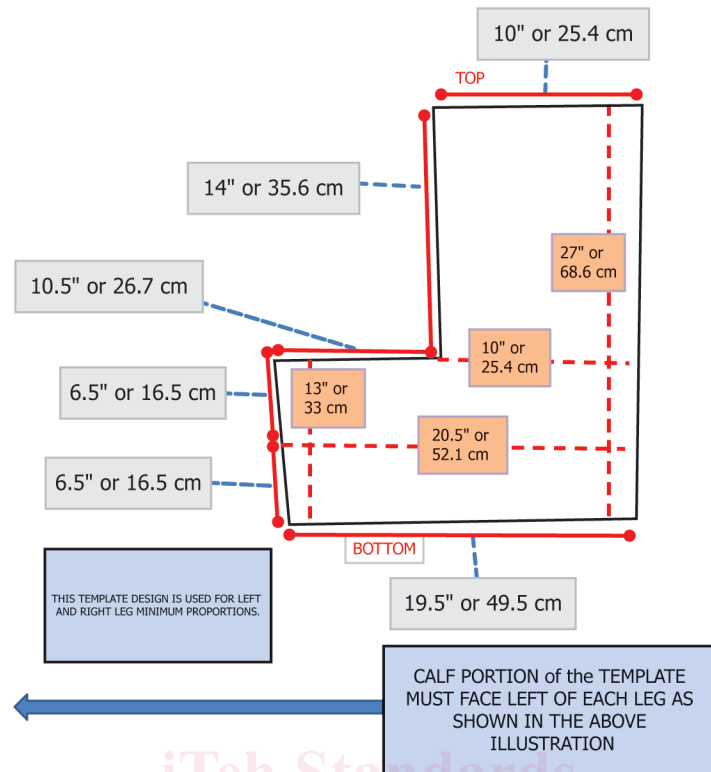 10" or 25.4 cm
TOP
14" or 35.6 cm
27" or
68.6 cm
10.5" or 26.7 cm
10" or
25.4 cm
6.5" or 16.5 cm
13" or
33 cm
20.5" or
52.1 cm
6.5" or 16.5 cm
BOTTOM
19.5" or 49.5 cm
THIS TEMPLATE DESIGN IS USED FOR LEFT
AND RIGHT LEG MINIMUM PROPORTIONS.
CALF PORTION of the TEMPLATE
MUST FACE LEFT OF EACH LEG AS
SHOWN IN THE ABOVE
ILLUSTRATION
iTeh Standards